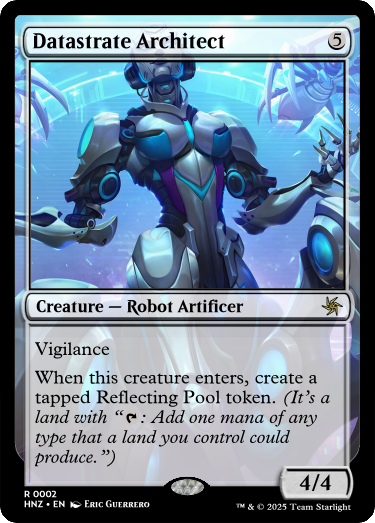 Datastrate Architect 5
Creature — Robot Artificer
Vigilance
When this creature enters, create a
tapped Reflecting Pool token. (It's a
land with “: Add one mana of any
type that a land you control could
produce.”)
4/4
R 0002
HNZ • EN Eric Guerrero
™ & © 2025 Team Starlight